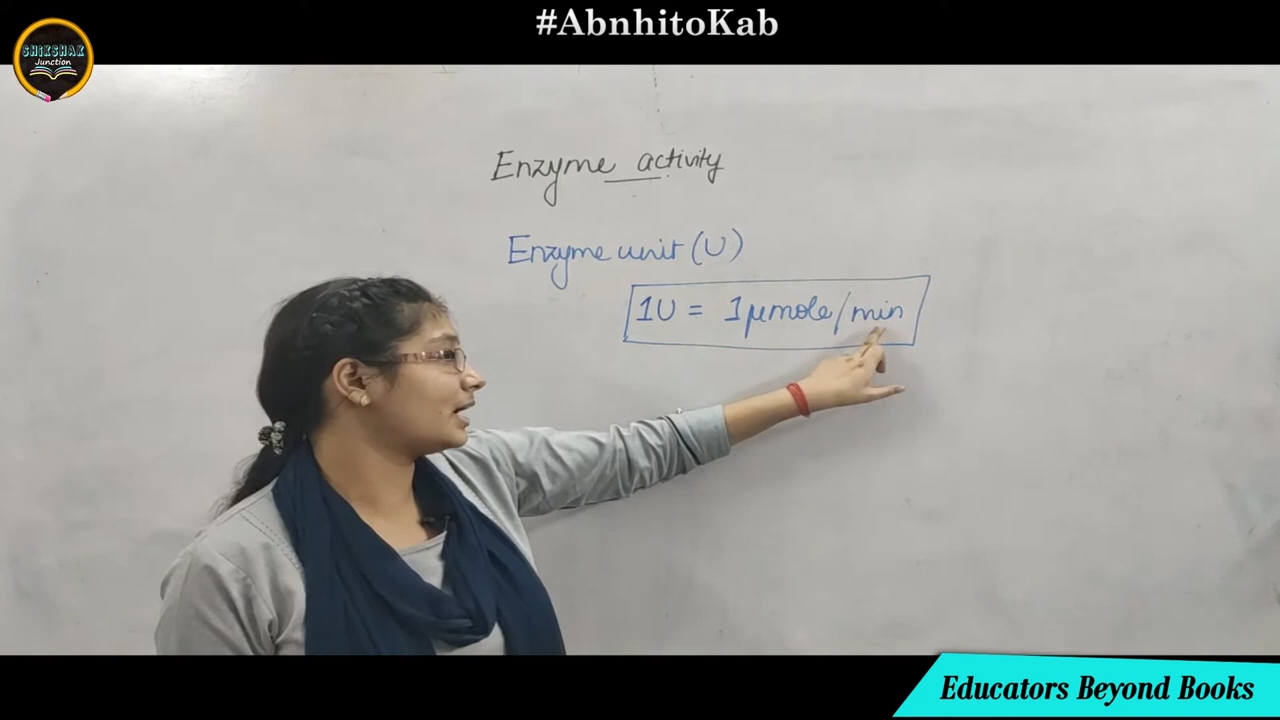 #AbnhitoKab
SHIKSHAK
Junction
Enzyme activity
Enzyme unit (U)
1U = 1μmole/min
Educators Beyond Books